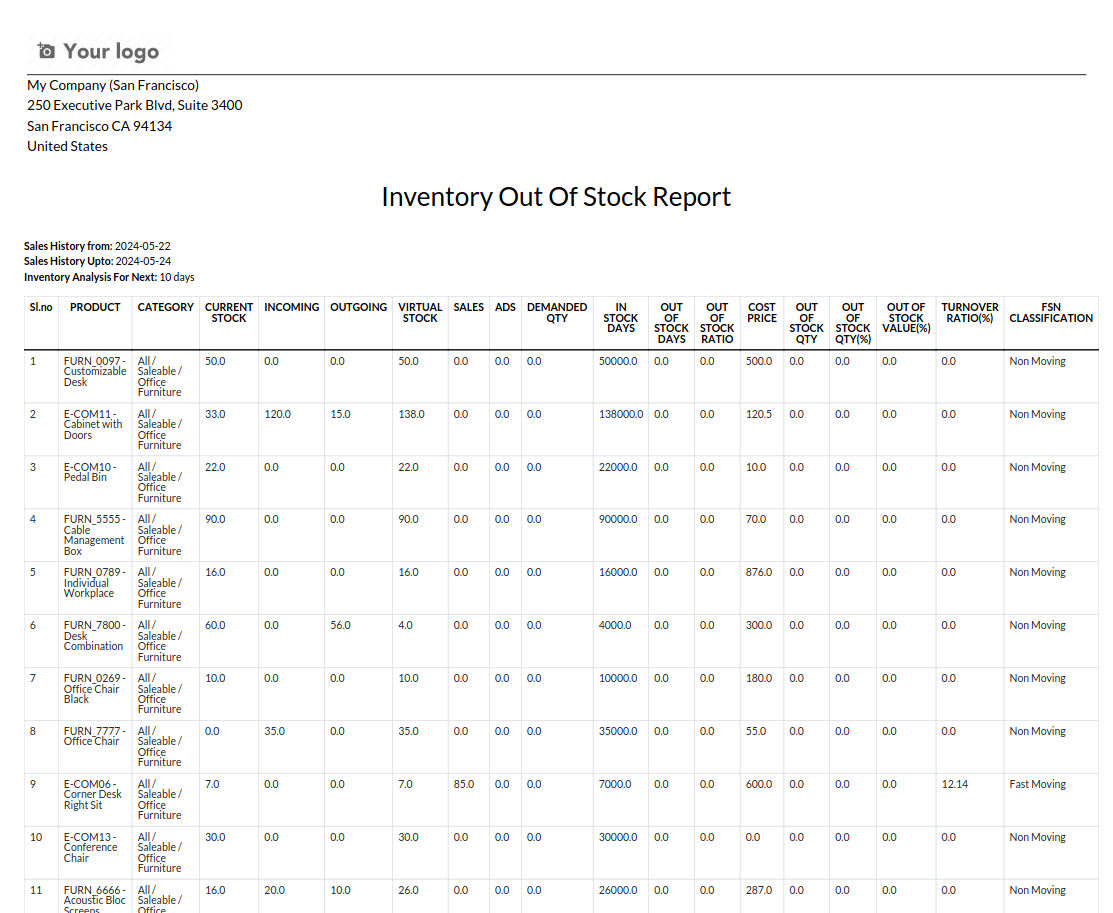 Your logo
My Company (San Francisco)
250 Executive Park Blvd, Suite 3400
San Francisco CA 94134
United States
Inventory Out Of Stock Report
Sales History from: 2024-05-22
Sales History Upto: 2024-05-24
Inventory Analysis For Next: 10 days
Sl.no PRODUCT CATEGORY CURRENT STOCK INCOMING OUTGOING VIRTUAL STOCK SALES ADS DEMANDED QTY IN STOCK DAYS OUT OF STOCK DAYS OUT OF STOCK RATIO COST PRICE OUT OF STOCK QTY OUT OF STOCK QTY(%) OUT OF STOCK VALUE(%) TURNOVER RATIO(%) FSN CLASSIFICATION
1 FURN_0097 - Customizable Desk All / Saleable / Office Furniture 50.0 0.0 0.0 50.0 0.0 0.0 0.0 50000.0 0.0 0.0 500.0 0.0 0.0 0.0 0.0 Non Moving
2 E-COM11 - Cabinet with Doors All / Saleable / Office Furniture 33.0 120.0 15.0 138.0 0.0 0.0 0.0 138000.0 0.0 0.0 120.5 0.0 0.0 0.0 0.0 Non Moving
3 E-COM10 - Pedal Bin All / Saleable / Office Furniture 22.0 0.0 0.0 22.0 0.0 0.0 0.0 22000.0 0.0 0.0 10.0 0.0 0.0 0.0 0.0 Non Moving
4 FURN_5555 - Cable Management Box All / Saleable / Office Furniture 90.0 0.0 0.0 90.0 0.0 0.0 0.0 90000.0 0.0 0.0 70.0 0.0 0.0 0.0 0.0 Non Moving
5 FURN_0789 - Individual Workplace All / Saleable / Office Furniture 16.0 0.0 0.0 16.0 0.0 0.0 0.0 16000.0 0.0 0.0 876.0 0.0 0.0 0.0 0.0 Non Moving
6 FURN_7800 - Desk Combination All / Saleable / Office Furniture 60.0 0.0 56.0 4.0 0.0 0.0 0.0 4000.0 0.0 0.0 300.0 0.0 0.0 0.0 0.0 Non Moving
7 FURN_0269 - Office Chair Black All / Saleable / Office Furniture 10.0 0.0 0.0 10.0 0.0 0.0 0.0 10000.0 0.0 0.0 180.0 0.0 0.0 0.0 0.0 Non Moving
8 FURN_7777 - Office Chair All / Saleable / Office Furniture 0.0 35.0 0.0 35.0 0.0 0.0 0.0 35000.0 0.0 0.0 55.0 0.0 0.0 0.0 0.0 Non Moving
9 E-COM06 - Corner Desk Right Sit All / Saleable / Office Furniture 7.0 0.0 0.0 7.0 85.0 0.0 0.0 7000.0 0.0 0.0 600.0 0.0 0.0 0.0 12.14 Fast Moving
10 E-COM13 - Conference Chair All / Saleable / Office Furniture 30.0 0.0 0.0 30.0 0.0 0.0 0.0 30000.0 0.0 0.0 0.0 0.0 0.0 0.0 0.0 Non Moving
11 FURN_6666 - Acoustic Bloc Screens All / Saleable / Office 16.0 20.0 10.0 26.0 0.0 0.0 0.0 26000.0 0.0 0.0 287.0 0.0 0.0 0.0 0.0 Non Moving